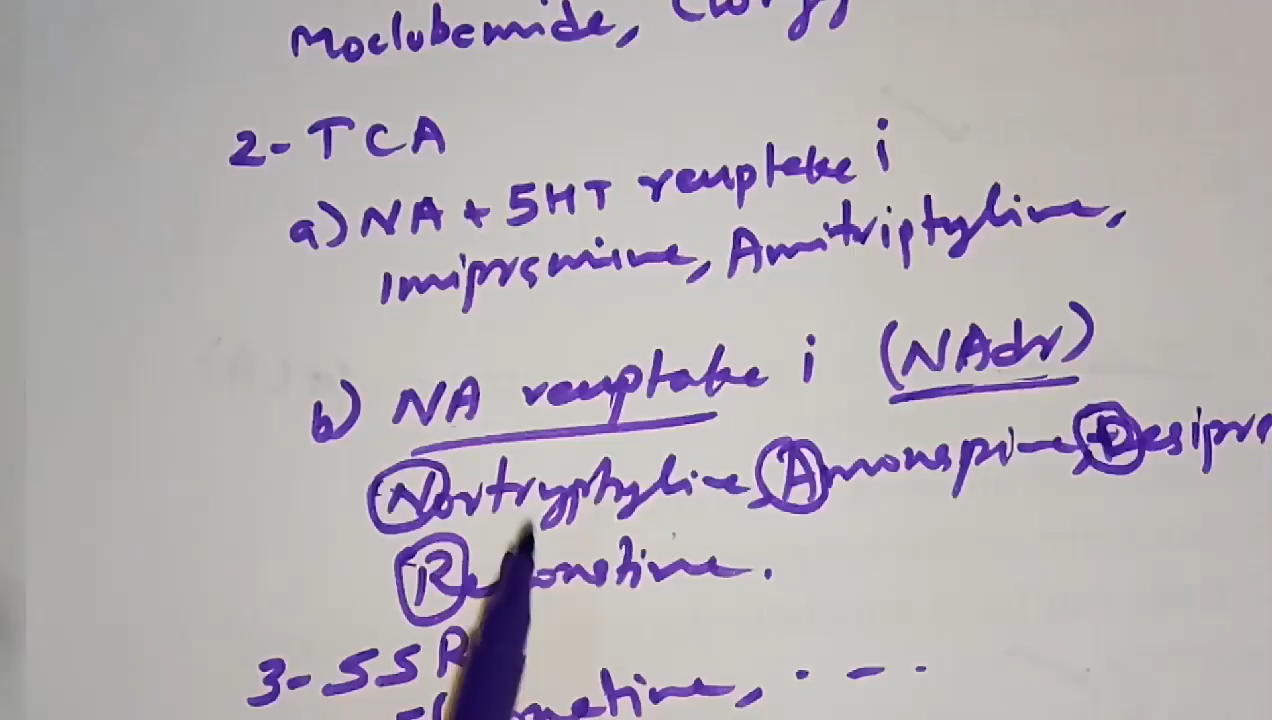 Moclobemide,
2- TCA
a) NA + 5HT reuptake i
Imipramine, Amitriptyline,
b) NA reuptake i (NAdr)
Nortryptyline, Amoxapine, Desipra
Reboxetine.
3- SSR